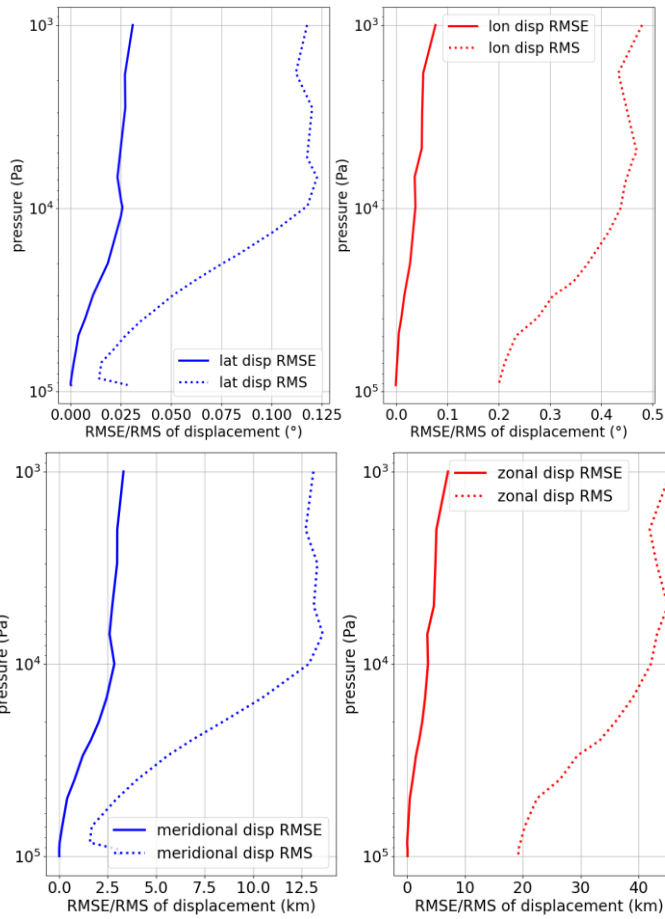 10³
10⁴
10⁵
pressure (Pa)
lat disp RMSE
lat disp RMS
0.000 0.025 0.050 0.075 0.100 0.125
RMSE/RMS of displacement (°)
10³
10⁴
10⁵
pressure (Pa)
lon disp RMSE
lon disp RMS
0.0 0.1 0.2 0.3 0.4 0.5
RMSE/RMS of displacement (°)
10³
10⁴
10⁵
pressure (Pa)
meridional disp RMSE
meridional disp RMS
0.0 2.5 5.0 7.5 10.0 12.5
RMSE/RMS of displacement (km)
10³
10⁴
10⁵
pressure (Pa)
zonal disp RMSE
zonal disp RMS
0 10 20 30 40
RMSE/RMS of displacement (km)